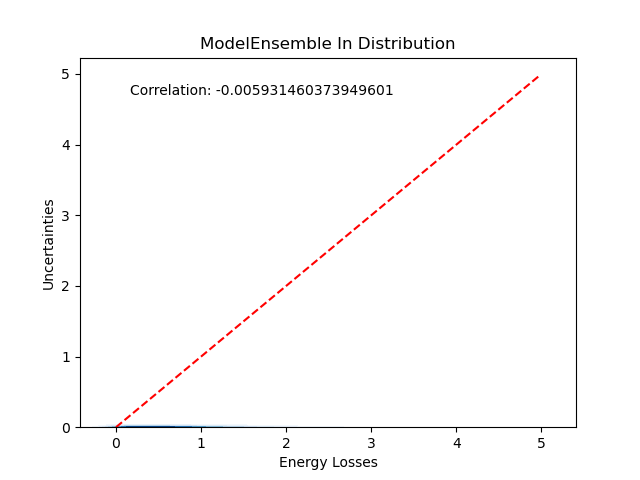 ModelEnsemble In Distribution
Correlation: -0.005931460373949601
5
4
3
2
1
0
Uncertainties
0 1 2 3 4 5
Energy Losses